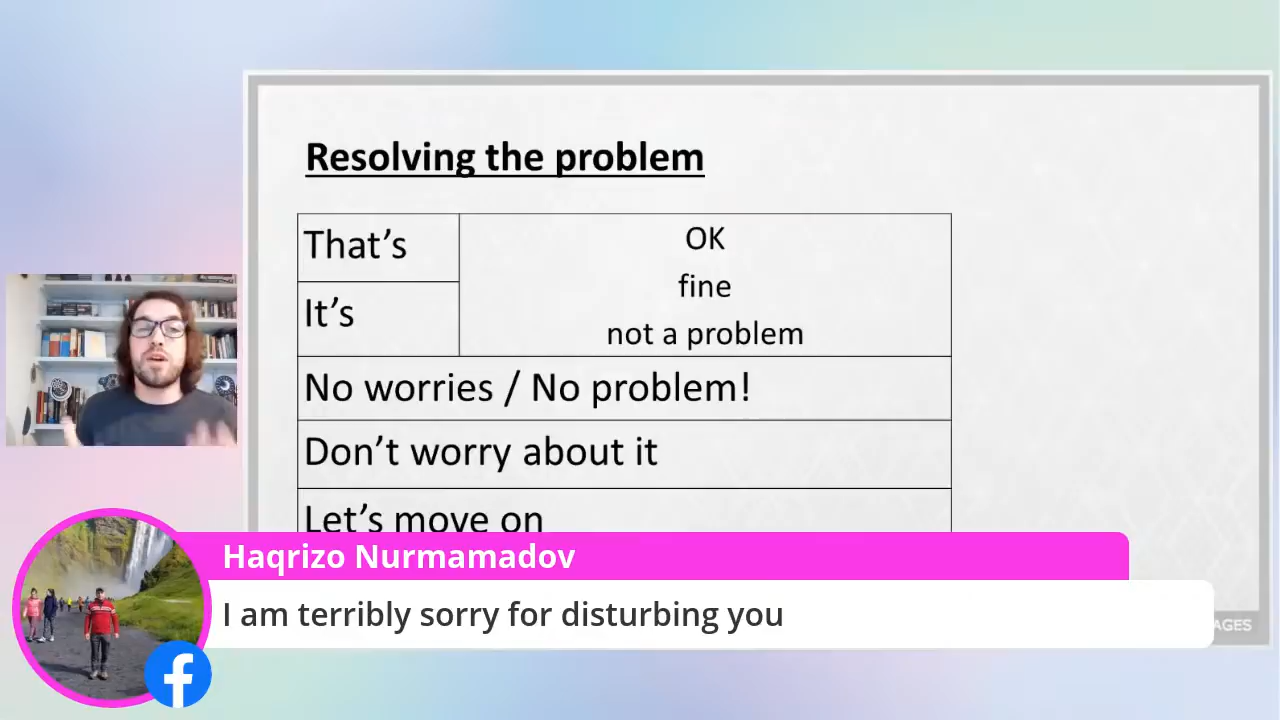 Resolving the problem
That's
It's
OK
fine
not a problem
No worries / No problem!
Don't worry about it
Let's move on
Haqrizo Nurmamadov
I am terribly sorry for disturbing you
AGES